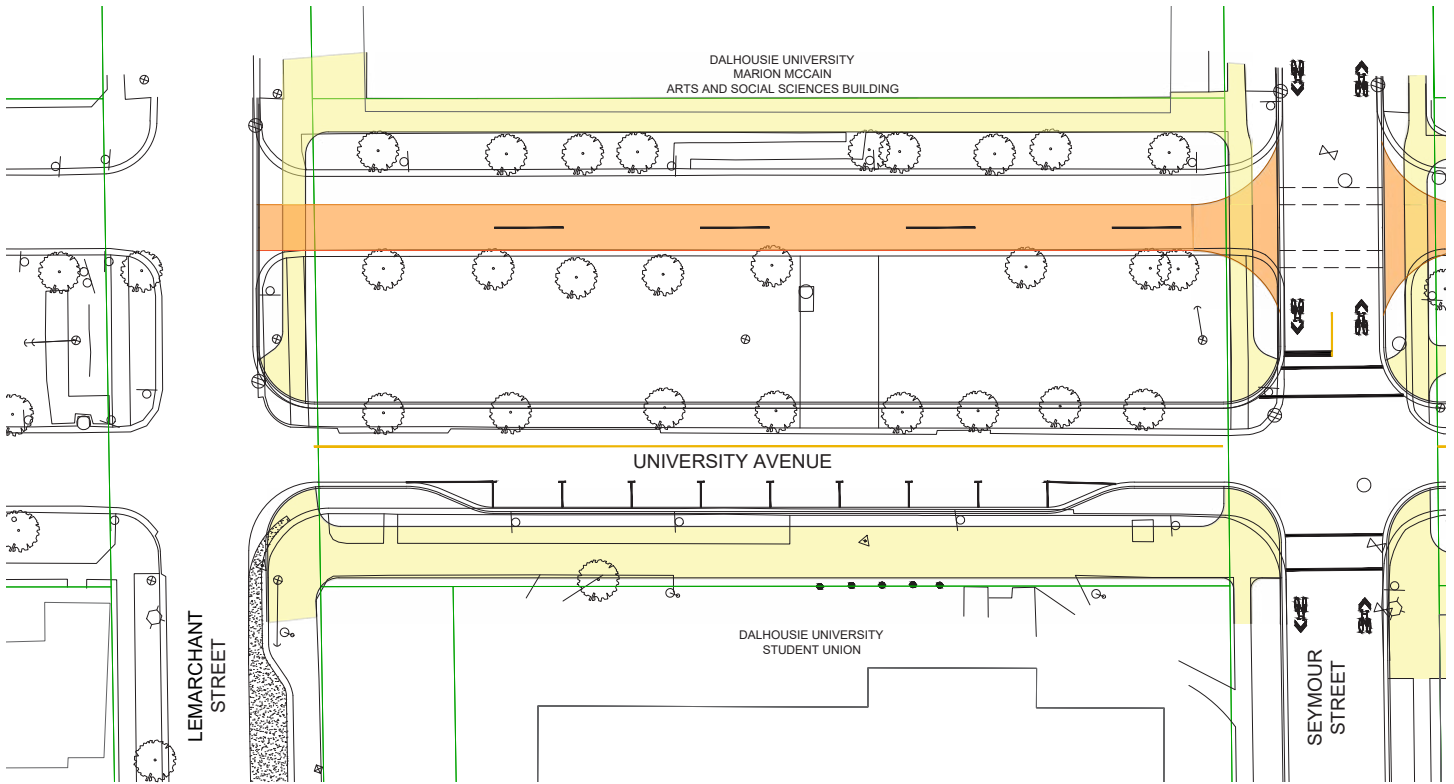 DALHOUSIE UNIVERSITY
MARION MCCAIN
ARTS AND SOCIAL SCIENCES BUILDING
UNIVERSITY AVENUE
DALHOUSIE UNIVERSITY
STUDENT UNION
LEMARCHANT
STREET
SEYMOUR
STREET